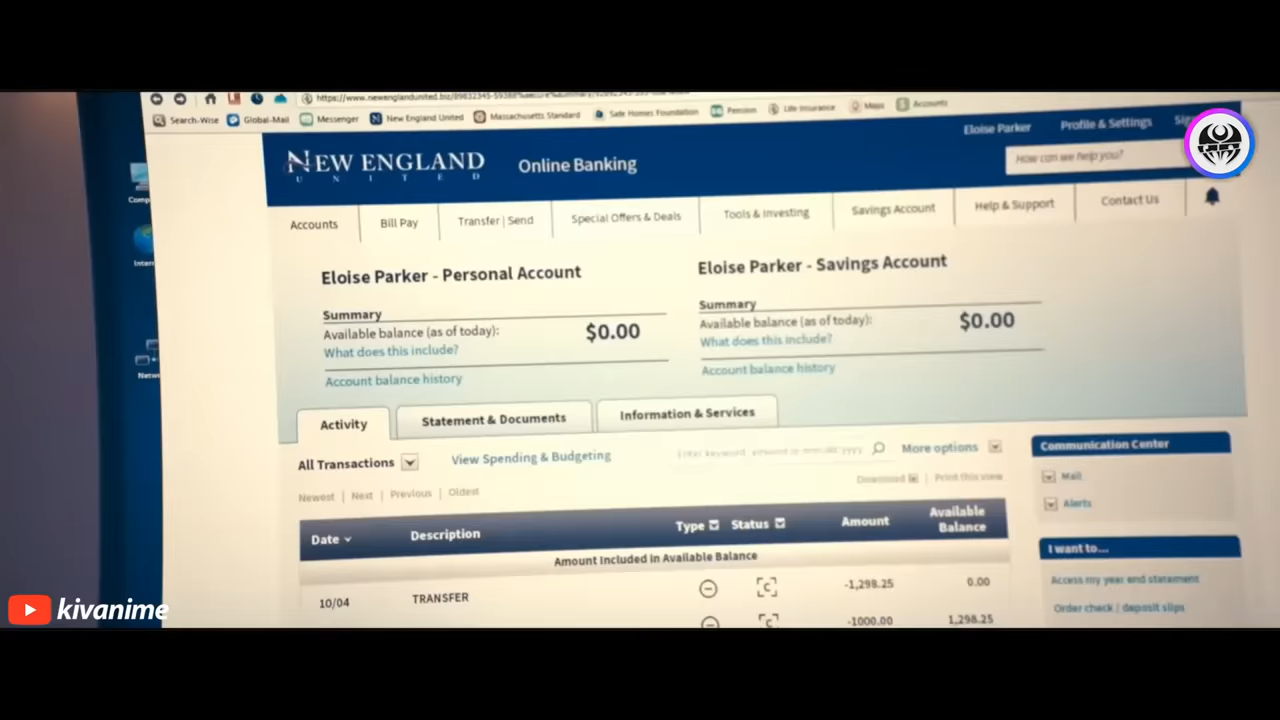 https://www.newenglandunited.biz/
Search-Wise Global-Mail Messenger New England United Massachusetts Standard Safe Homes Foundation Pension Life Insurance Maps Accounts
Eloise Parker Profile & Settings
NEW ENGLAND
UNITED
Online Banking
How can we help you?
Accounts Bill Pay Transfer | Send Special Offers & Deals Tools & Investing Savings Account Help & Support Contact Us
Eloise Parker - Personal Account Eloise Parker - Savings Account
Summary Summary
Available balance (as of today): $0.00 Available balance (as of today): $0.00
What does this include? What does this include?
Account balance history Account balance history
Activity Statement & Documents Information & Services
All Transactions View Spending & Budgeting More options
Download | Print this view
Newest | Next | Previous | Oldest
Date Description Type Status Amount Available Balance
Amount Included in Available Balance
10/04 TRANSFER C -1,298.25 0.00
C -1000.00 1,298.25
Communication Center
Mail
Alerts
I want to...
Access my year end statement
Order check / deposit slips
kivanime